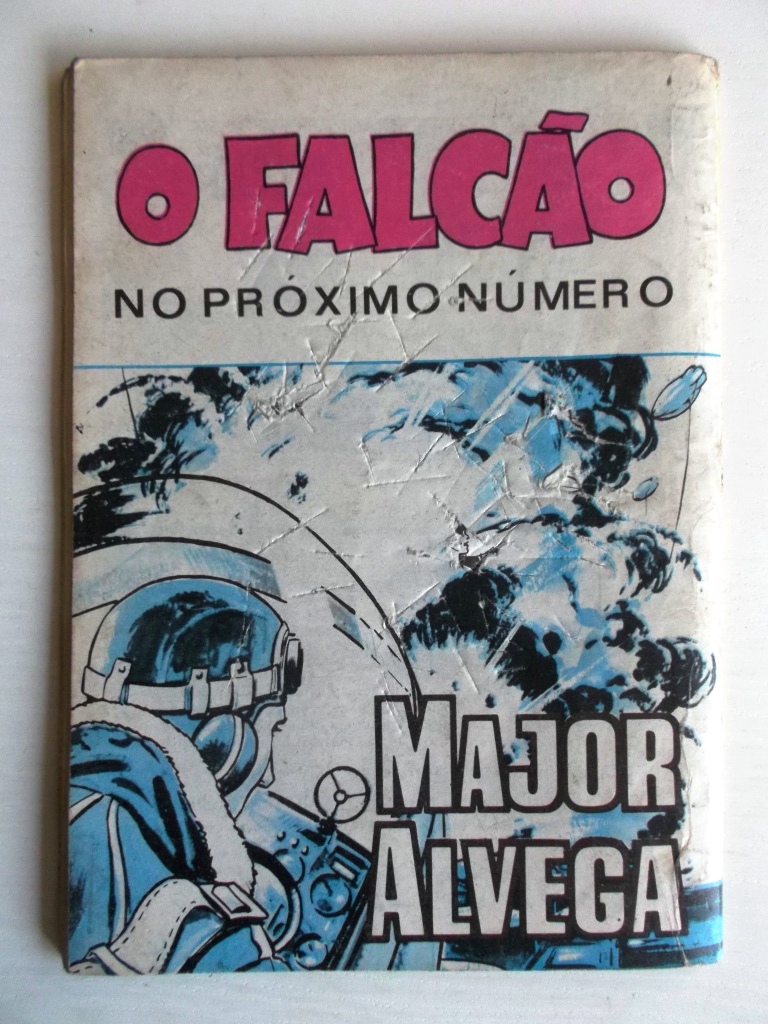 O FALCÃO
NO PRÓXIMO NÚMERO
MAJOR
ALVEGA